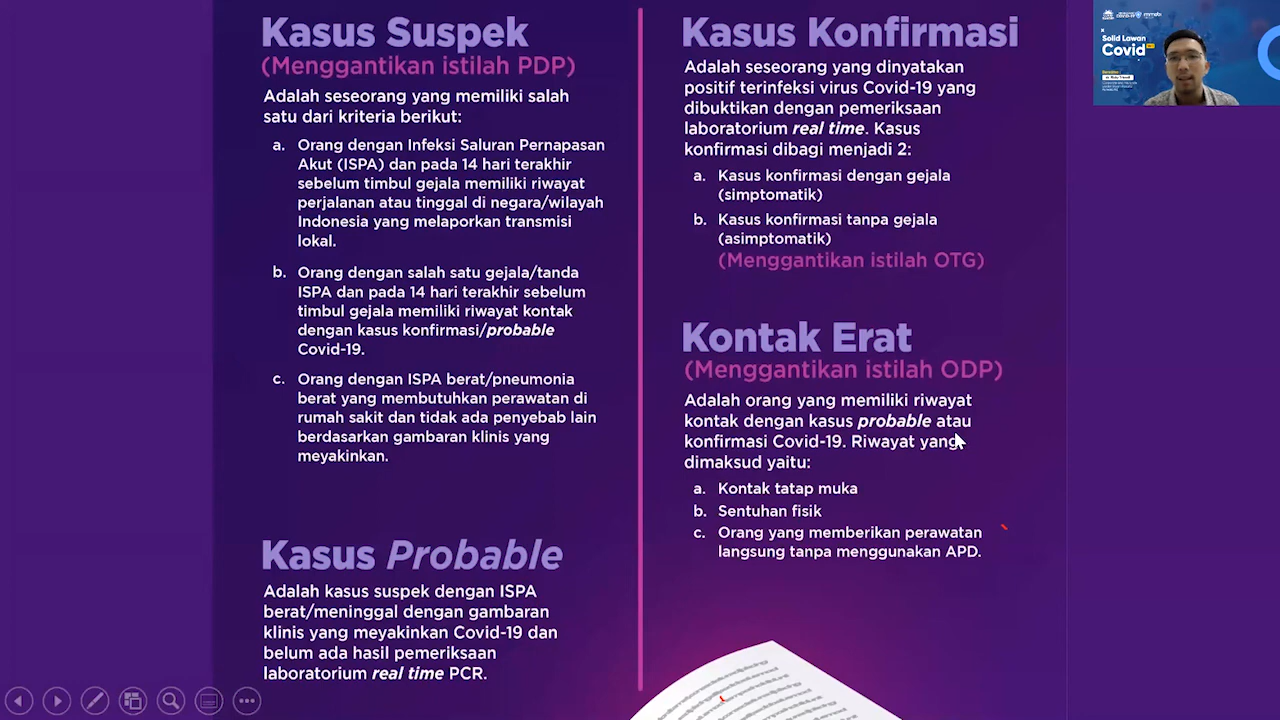 Kasus Suspek
(Menggantikan istilah PDP)
Adalah seseorang yang memiliki salah
satu dari kriteria berikut:
a. Orang dengan Infeksi Saluran Pernapasan
Akut (ISPA) dan pada 14 hari terakhir
sebelum timbul gejala memiliki riwayat
perjalanan atau tinggal di negara/wilayah
Indonesia yang melaporkan transmisi
lokal.
b. Orang dengan salah satu gejala/tanda
ISPA dan pada 14 hari terakhir sebelum
timbul gejala memiliki riwayat kontak
dengan kasus konfirmasi/probable
Covid-19.
c. Orang dengan ISPA berat/pneumonia
berat yang membutuhkan perawatan di
rumah sakit dan tidak ada penyebab lain
berdasarkan gambaran klinis yang
meyakinkan.
Kasus Probable
Adalah kasus suspek dengan ISPA
berat/meninggal dengan gambaran
klinis yang meyakinkan Covid-19 dan
belum ada hasil pemeriksaan
laboratorium real time PCR.
Kasus Konfirmasi
Adalah seseorang yang dinyatakan
positif terinfeksi virus Covid-19 yang
dibuktikan dengan pemeriksaan
laboratorium real time. Kasus
konfirmasi dibagi menjadi 2:
a. Kasus konfirmasi dengan gejala
(simptomatik)
b. Kasus konfirmasi tanpa gejala
(asimptomatik)
(Menggantikan istilah OTG)
Kontak Erat
(Menggantikan istilah ODP)
Adalah orang yang memiliki riwayat
kontak dengan kasus probable atau
konfirmasi Covid-19. Riwayat yang
dimaksud yaitu:
a. Kontak tatap muka
b. Sentuhan fisik
c. Orang yang memberikan perawatan
langsung tanpa menggunakan APD.
Solid Lawan
Covid